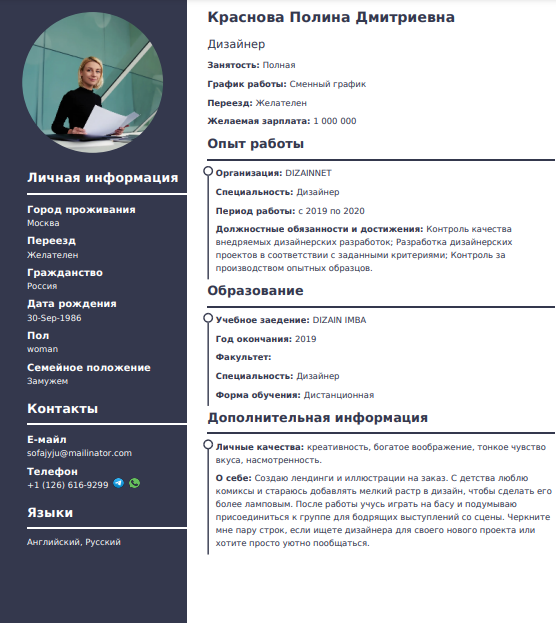 Личная информация
Город проживания
Москва
Переезд
Желателен
Гражданство
Россия
Дата рождения
30-Sep-1986
Пол
woman
Семейное положение
Замужем
Контакты
Е-майл
sofajyju@mailinator.com
Телефон
+1 (126) 616-9299
Языки
Английский, Русский
Краснова Полина Дмитриевна
Дизайнер
Занятость: Полная
График работы: Сменный график
Переезд: Желателен
Желаемая зарплата: 1 000 000
Опыт работы
Организация: DIZAINNET
Специальность: Дизайнер
Период работы: с 2019 по 2020
Должностные обязанности и достижения: Контроль качества
внедряемых дизайнерских разработок; Разработка дизайнерских
проектов в соответствии с заданными критериями; Контроль за
производством опытных образцов.
Образование
Учебное заедение: DIZAIN IMBA
Год окончания: 2019
Факультет:
Специальность: Дизайнер
Форма обучения: Дистанционная
Дополнительная информация
Личные качества: креативность, богатое воображение, тонкое чувство
вкуса, насмотренность.
О себе: Создаю лендинги и иллюстрации на заказ. С детства люблю
комиксы и стараюсь добавлять мелкий растр в дизайн, чтобы сделать его
более ламповым. После работы учусь играть на басу и подумываю
присоединиться к группе для бодрящих выступлений со сцены. Черкните
мне пару строк, если ищете дизайнера для своего нового проекта или
хотите просто уютно пообщаться.